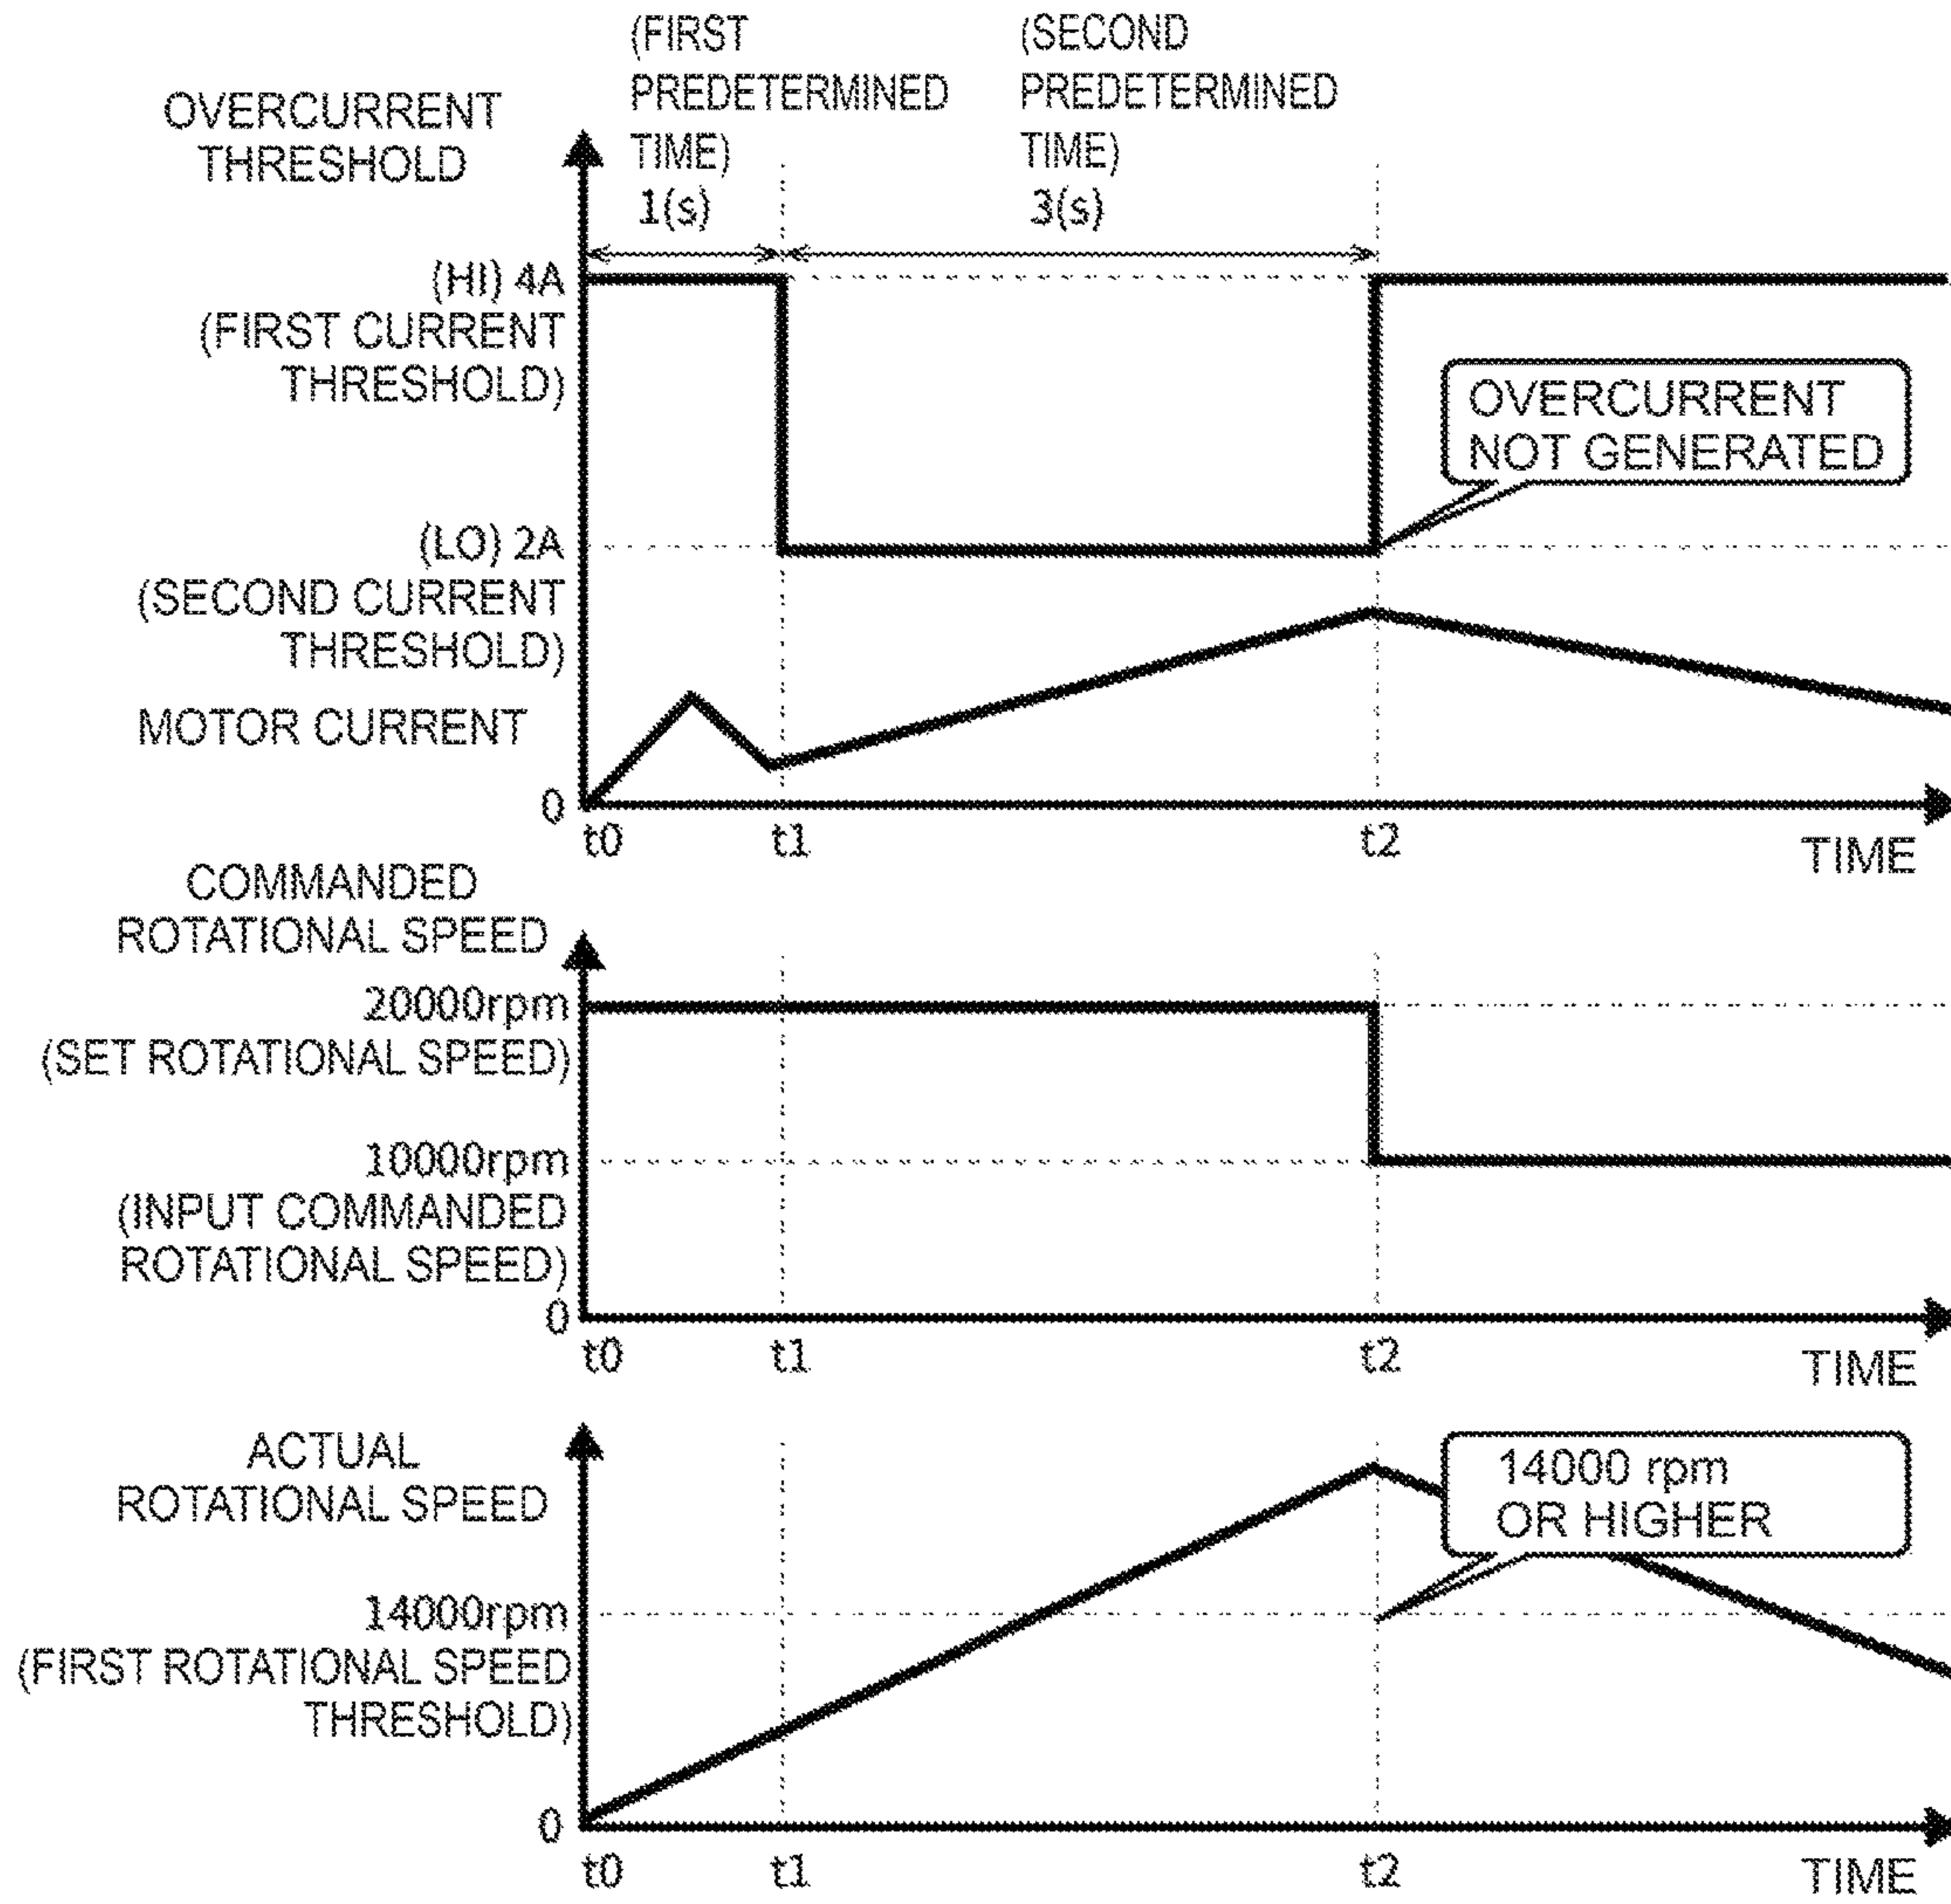 (FIRST
PREDETERMINED
TIME)
1(s)
(SECOND
PREDETERMINED
TIME)
3(s)
OVERCURRENT
THRESHOLD
(HI) 4A
(FIRST CURRENT
THRESHOLD)
OVERCURRENT
NOT GENERATED
(LO) 2A
(SECOND CURRENT
THRESHOLD)
MOTOR CURRENT
0
t0
t1
t2
TIME
COMMANDED
ROTATIONAL SPEED
20000rpm
(SET ROTATIONAL SPEED)
10000rpm
(INPUT COMMANDED
ROTATIONAL SPEED)
0
t0
t1
t2
TIME
ACTUAL
ROTATIONAL SPEED
14000 rpm
OR HIGHER
14000rpm
(FIRST ROTATIONAL SPEED
THRESHOLD)
0
t0
t1
t2
TIME